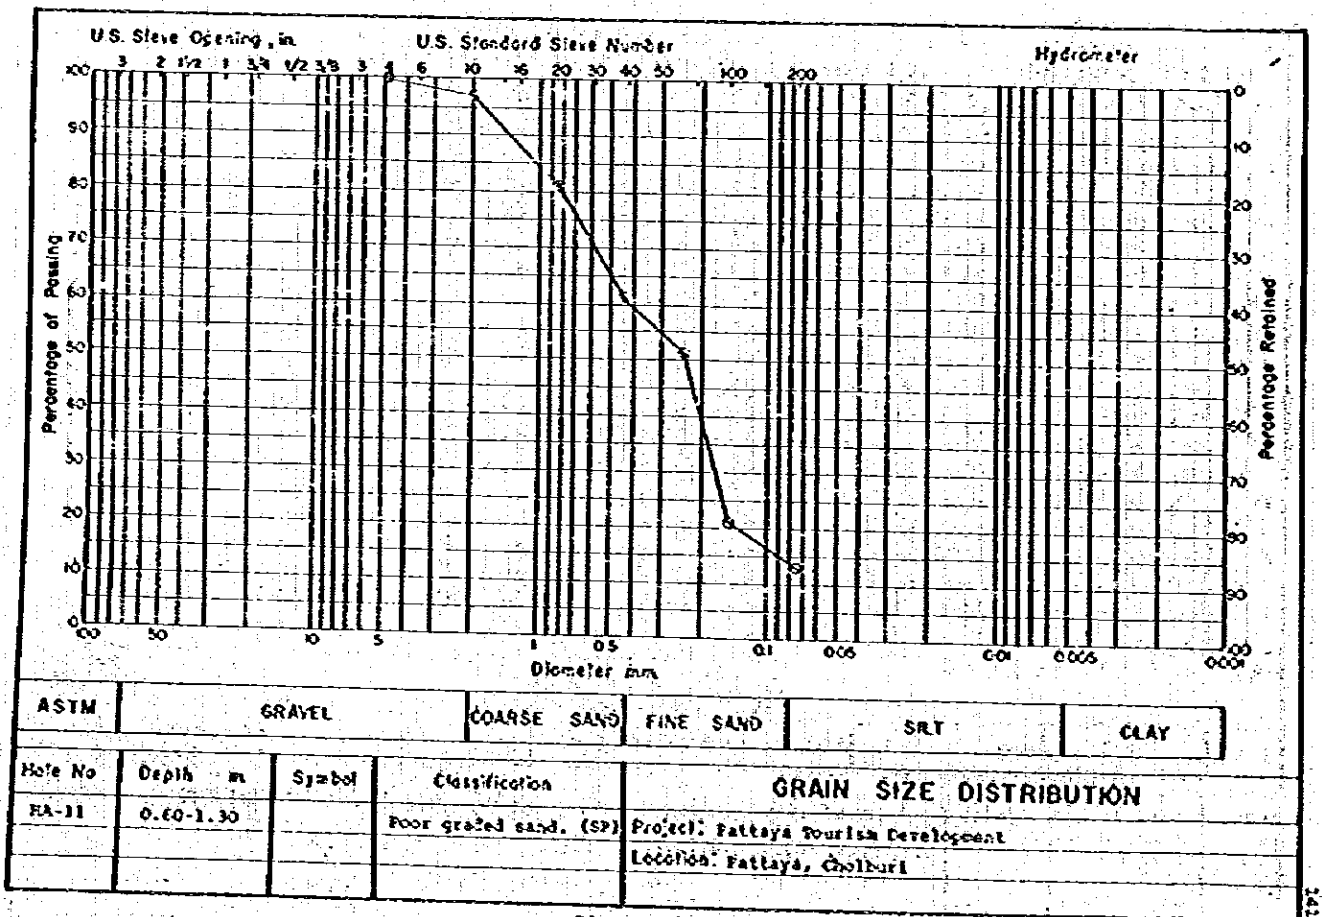 U.S. Sieve Opening, in.
U.S. Standard Sieve Number
Hydrometer
3 2 1 1/2 1 3/4 1/2 3/8 3 4 6 10 16 20 30 40 50 100 200
Percentage of Passing
100
90
80
70
60
50
40
30
20
10
0
Percentage Retained
0
10
20
30
40
50
60
70
90
100 50 10 5 1 0.5 0.1 0.05 0.01 0.005 0.001
Diameter mm.
ASTM GRAVEL COARSE SAND FINE SAND SILT CLAY
Hole No Depth m Symbol Classification GRAIN SIZE DISTRIBUTION
HA-11 0.60-1.30 Poor graded sand. (SP) Project: Pattaya Tourism Development
Location: Pattaya, Cholburi
141